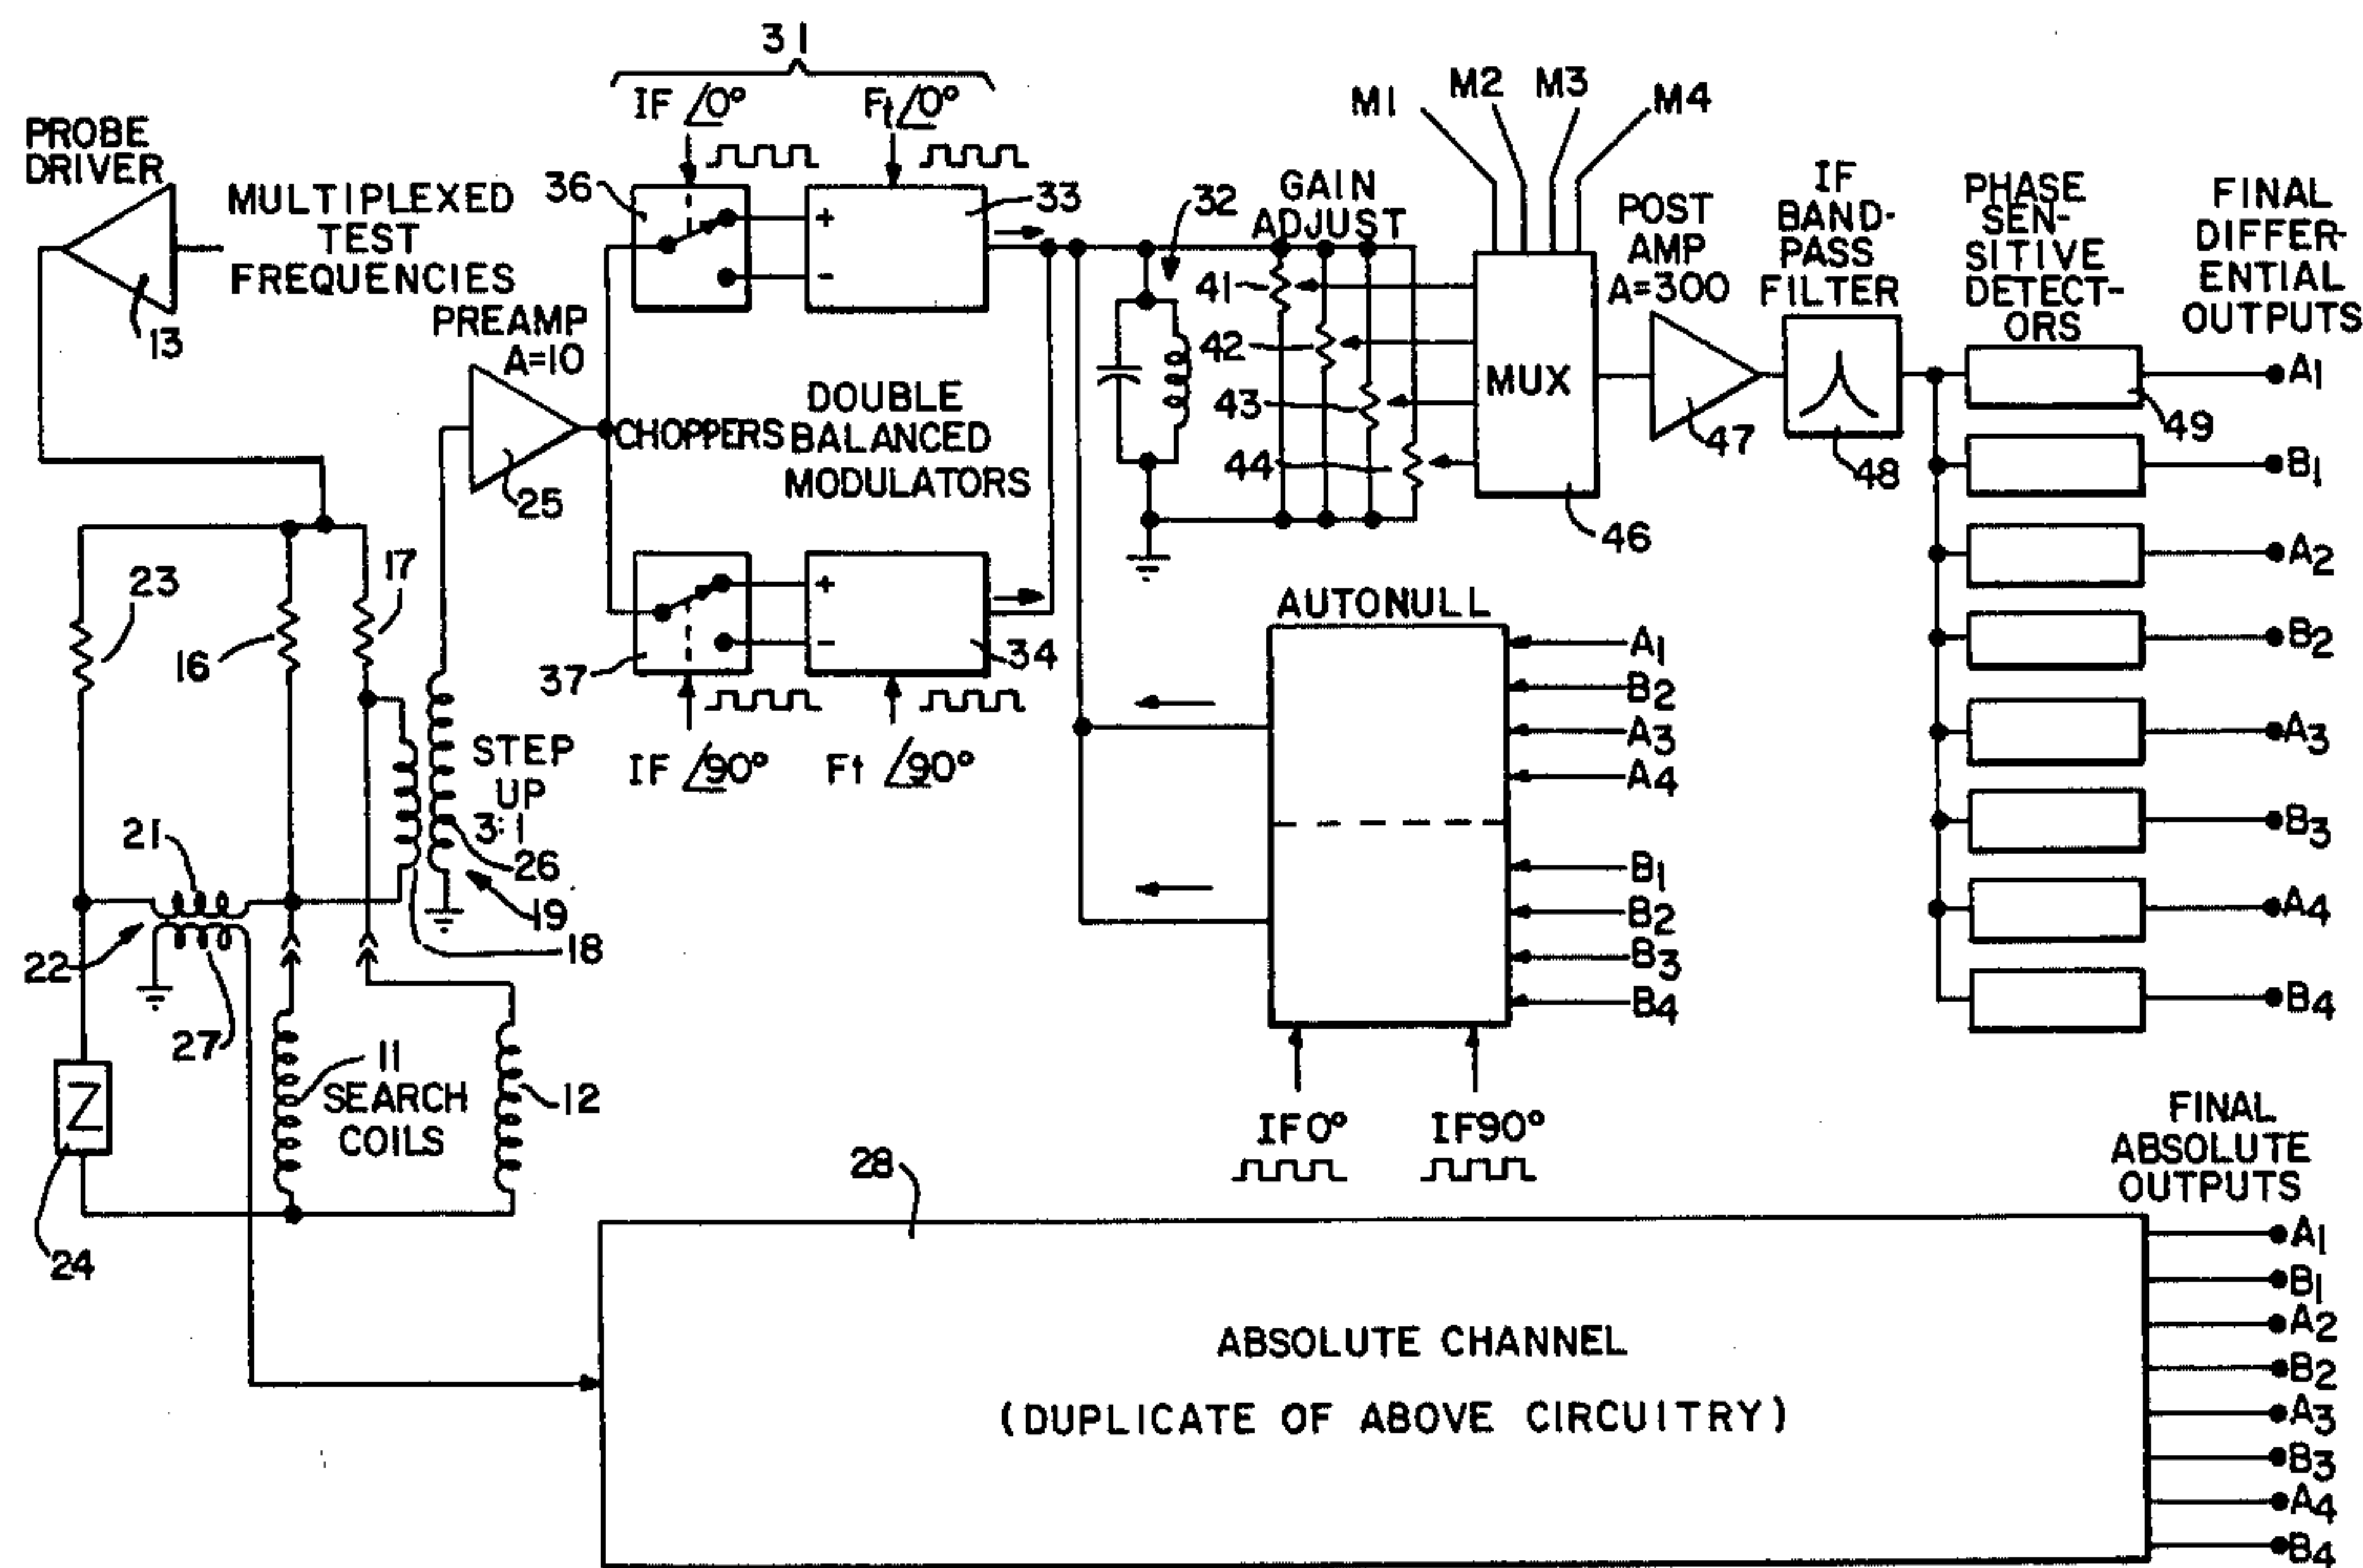 31
IF ∠0°
Ft ∠0°
M1
M2
M3
M4
PROBE
DRIVER
MULTIPLEXED
TEST
FREQUENCIES
13
PREAMP
A=10
25
36
+
-
33
CHOPPERS
DOUBLE
BALANCED
MODULATORS
37
+
-
34
IF ∠90°
Ft ∠90°
32
GAIN
ADJUST
41
42
43
44
MUX
46
POST
AMP
A=300
47
IF
BAND-
PASS
FILTER
48
PHASE
SEN-
SITIVE
DETECT-
ORS
49
FINAL
DIFFER-
ENTIAL
OUTPUTS
A1
B1
A2
B2
A3
B3
A4
B4
23
16
17
STEP
UP
3:1
26
19
18
21
22
27
Z
24
11
SEARCH
COILS
12
AUTONULL
A1
B2
A3
A4
B1
B2
B3
B4
IF0°
IF90°
28
ABSOLUTE CHANNEL
(DUPLICATE OF ABOVE CIRCUITRY)
FINAL
ABSOLUTE
OUTPUTS
A1
B1
A2
B2
A3
B3
A4
B4